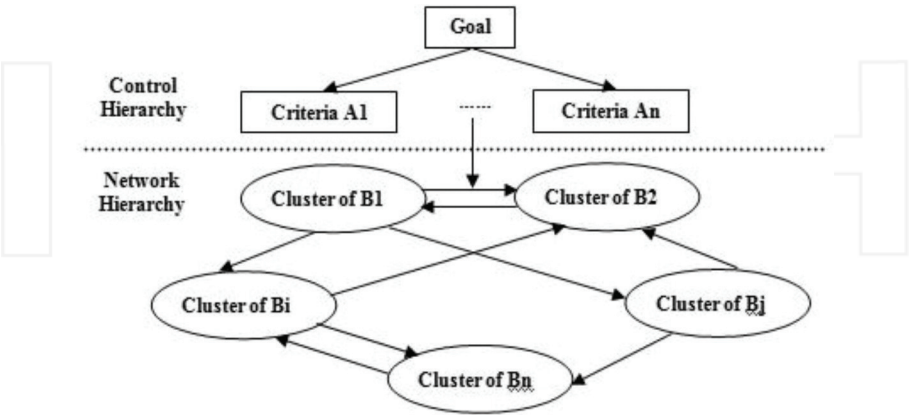 Goal
Control
Hierarchy
Criteria A1
------
Criteria An
Network
Hierarchy
Cluster of B1
Cluster of B2
Cluster of Bi
Cluster of Bj
Cluster of Bn